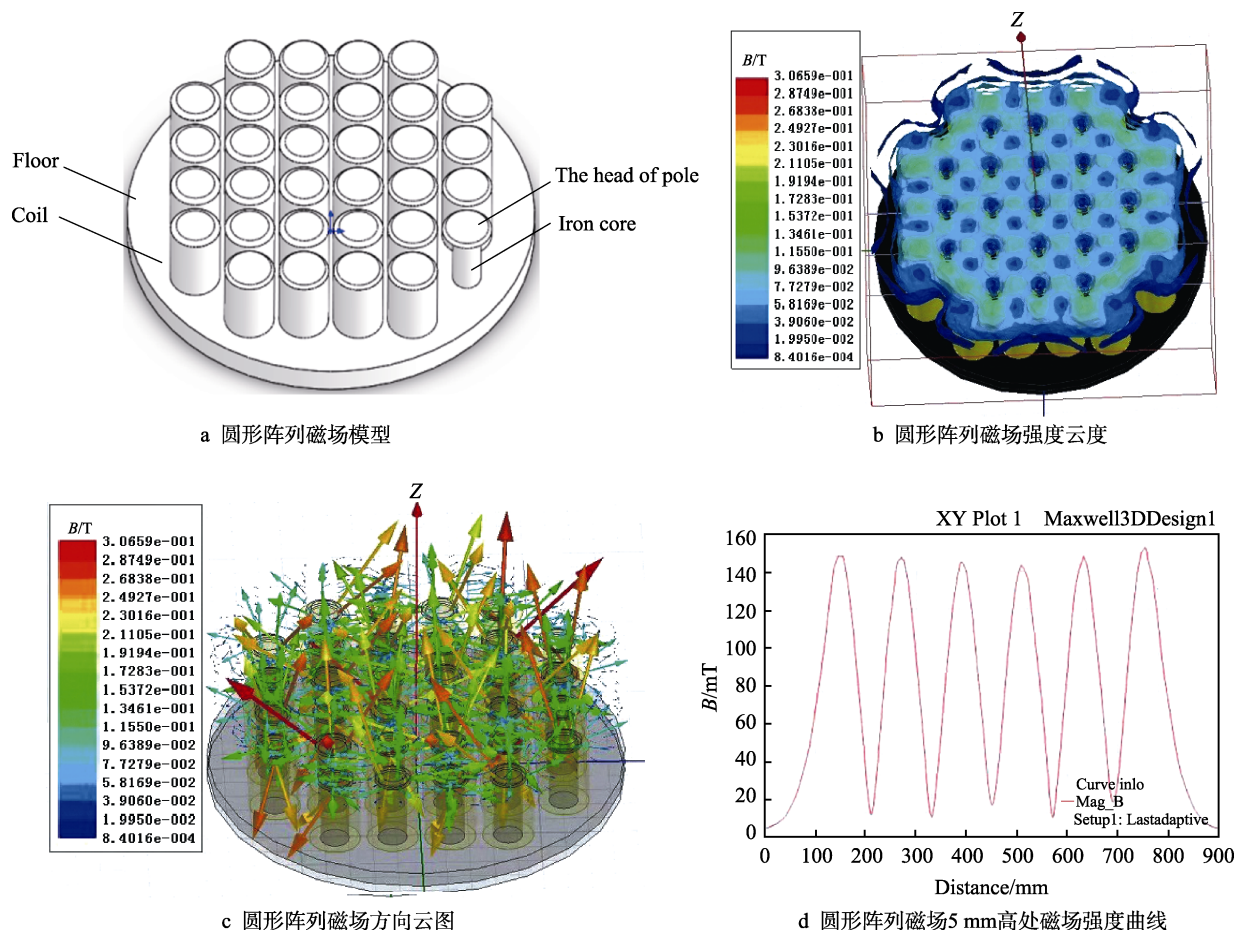 Floor
Coil
The head of pole
Iron core
a 圆形阵列磁场模型
Z
B/T
3.0659e-001
2.8749e-001
2.6838e-001
2.4927e-001
2.3016e-001
2.1105e-001
1.9194e-001
1.7283e-001
1.5372e-001
1.3461e-001
1.1550e-001
9.6389e-002
7.7279e-002
5.8169e-002
3.9060e-002
1.9950e-002
8.4016e-004
b 圆形阵列磁场强度云度
Z
B/T
3.0659e-001
2.8749e-001
2.6838e-001
2.4927e-001
2.3016e-001
2.1105e-001
1.9194e-001
1.7283e-001
1.5372e-001
1.3461e-001
1.1550e-001
9.6389e-002
7.7279e-002
5.8169e-002
3.9060e-002
1.9950e-002
8.4016e-004
c 圆形阵列磁场方向云图
XY Plot 1 Maxwell3DDesign1
160
140
120
100
80
60
40
20
0
B/mT
Curve inlo
Mag_B
Setup1: Lastadaptive
0 100 200 300 400 500 600 700 800 900
Distance/mm
d 圆形阵列磁场5 mm高处磁场强度曲线